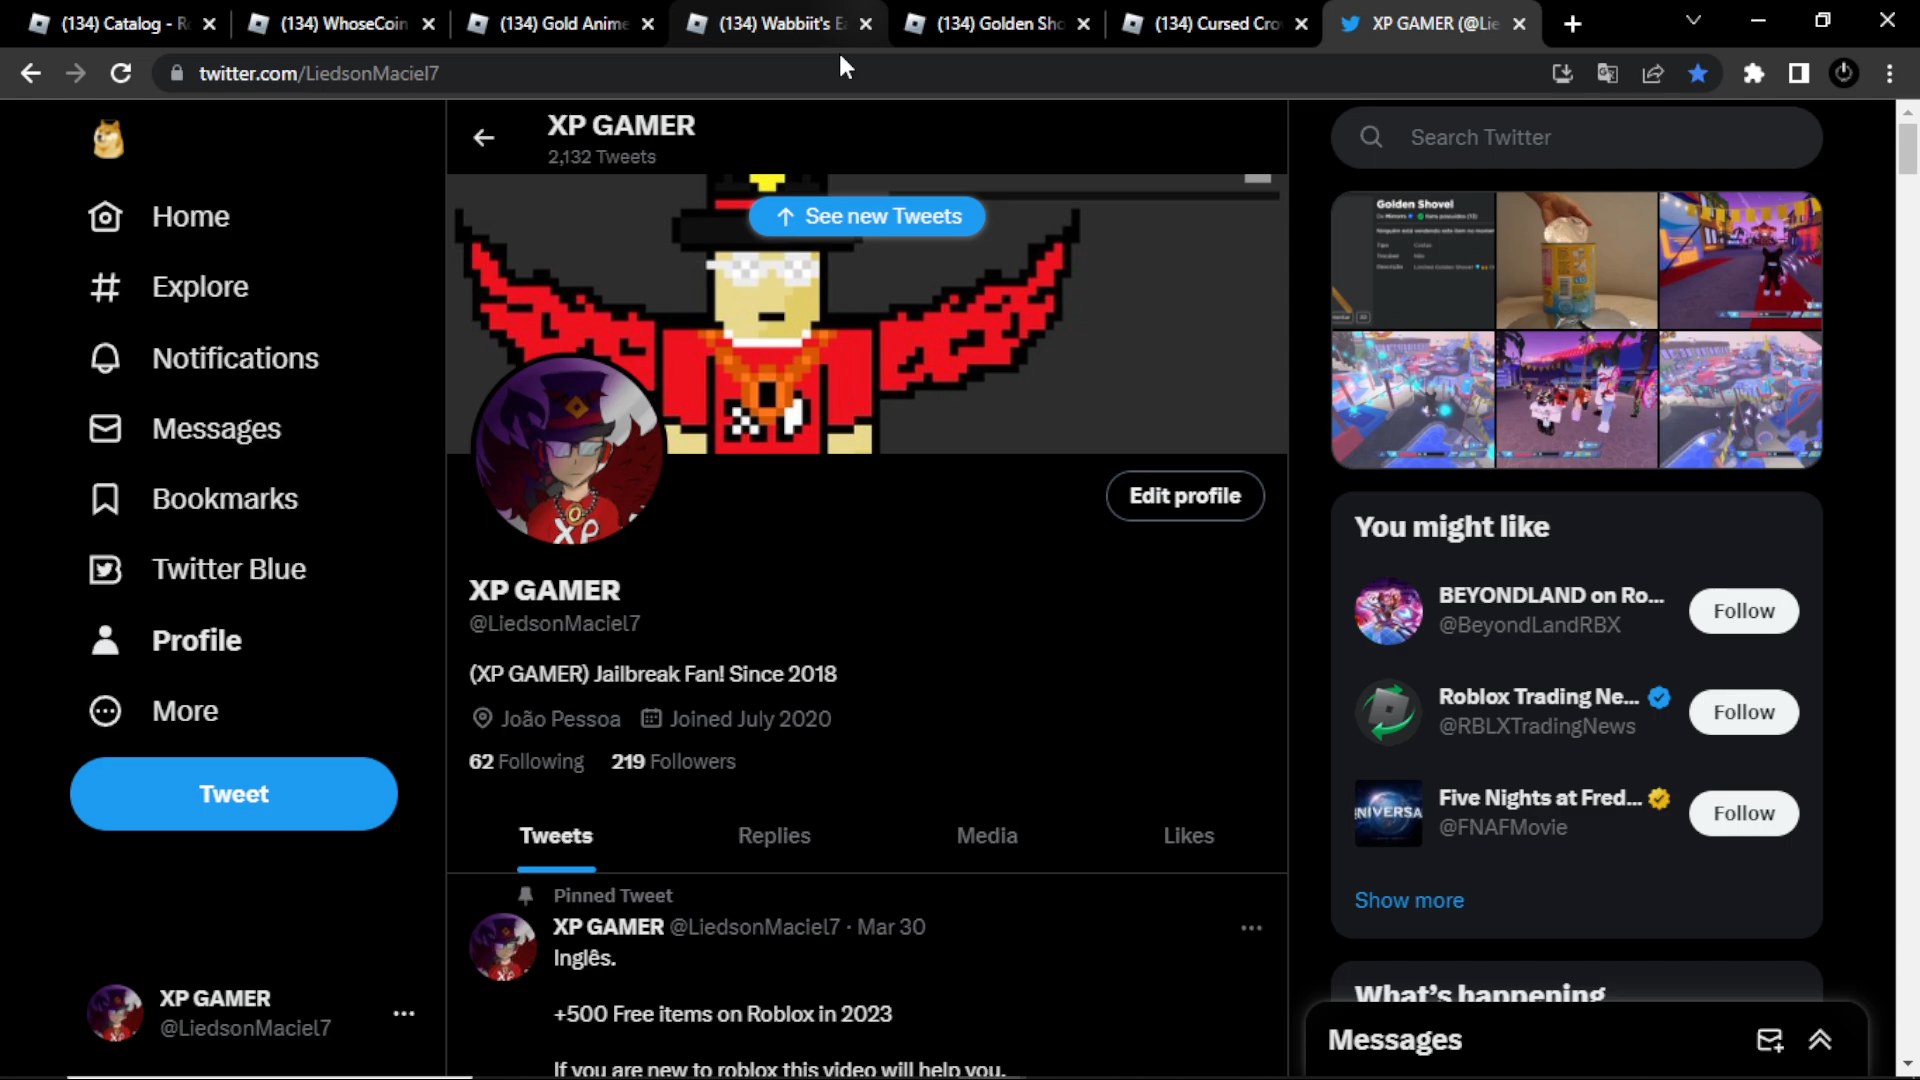 (134) Catalog - R
(134) WhoseCoin
(134) Gold Anime
(134) Wabbiit's E
(134) Golden Sho
(134) Cursed Cro
XP GAMER (@Lie
twitter.com/LiedsonMaciel7
Home
Explore
Notifications
Messages
Bookmarks
Twitter Blue
Profile
More
Tweet
XP GAMER
@LiedsonMaciel7
XP GAMER
2,132 Tweets
See new Tweets
XP
Edit profile
XP GAMER
@LiedsonMaciel7
(XP GAMER) Jailbreak Fan! Since 2018
João Pessoa Joined July 2020
62 Following 219 Followers
Tweets Replies Media Likes
Pinned Tweet
XP GAMER @LiedsonMaciel7 · Mar 30
Inglês.
+500 Free items on Roblox in 2023
If you are new to roblox this video will help you.
Search Twitter
Golden Shovel
You might like
BEYONDLAND on Ro...
@BeyondLandRBX
Follow
Roblox Trading Ne...
@RBLXTradingNews
Follow
NIVERSA
Five Nights at Fred...
@FNAFMovie
Follow
Show more
What's happening
Messages